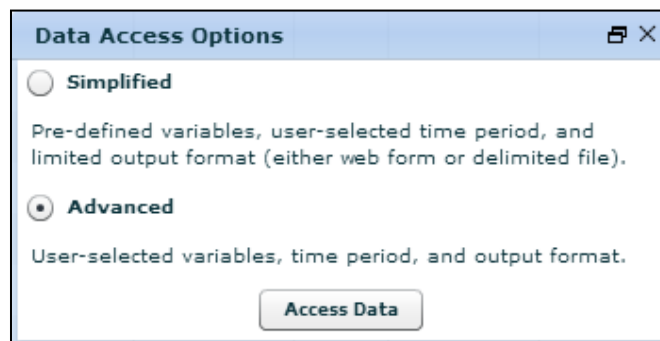 Data Access Options
Simplified
Pre-defined variables, user-selected time period, and
limited output format (either web form or delimited file).
Advanced
User-selected variables, time period, and output format.
Access Data